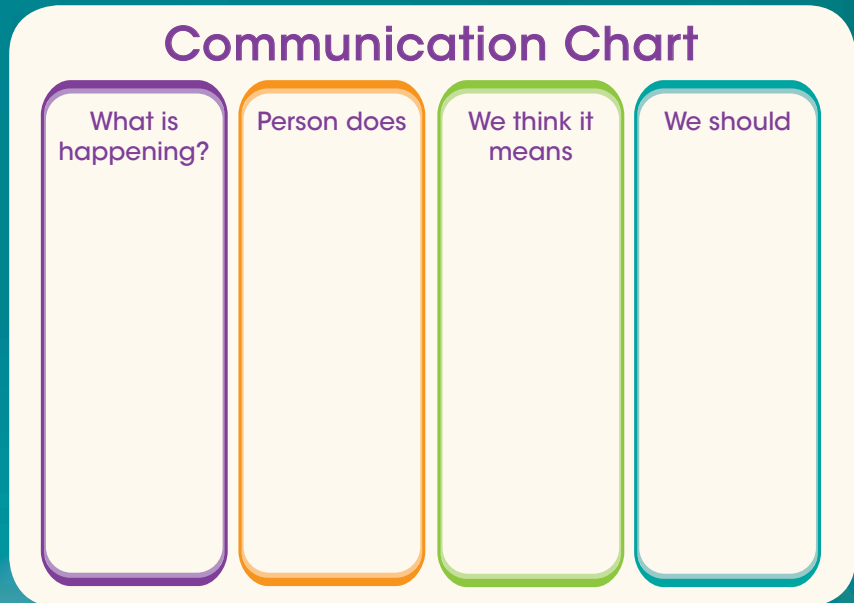 Communication Chart
What is
happening?
Person does
We think it
means
We should